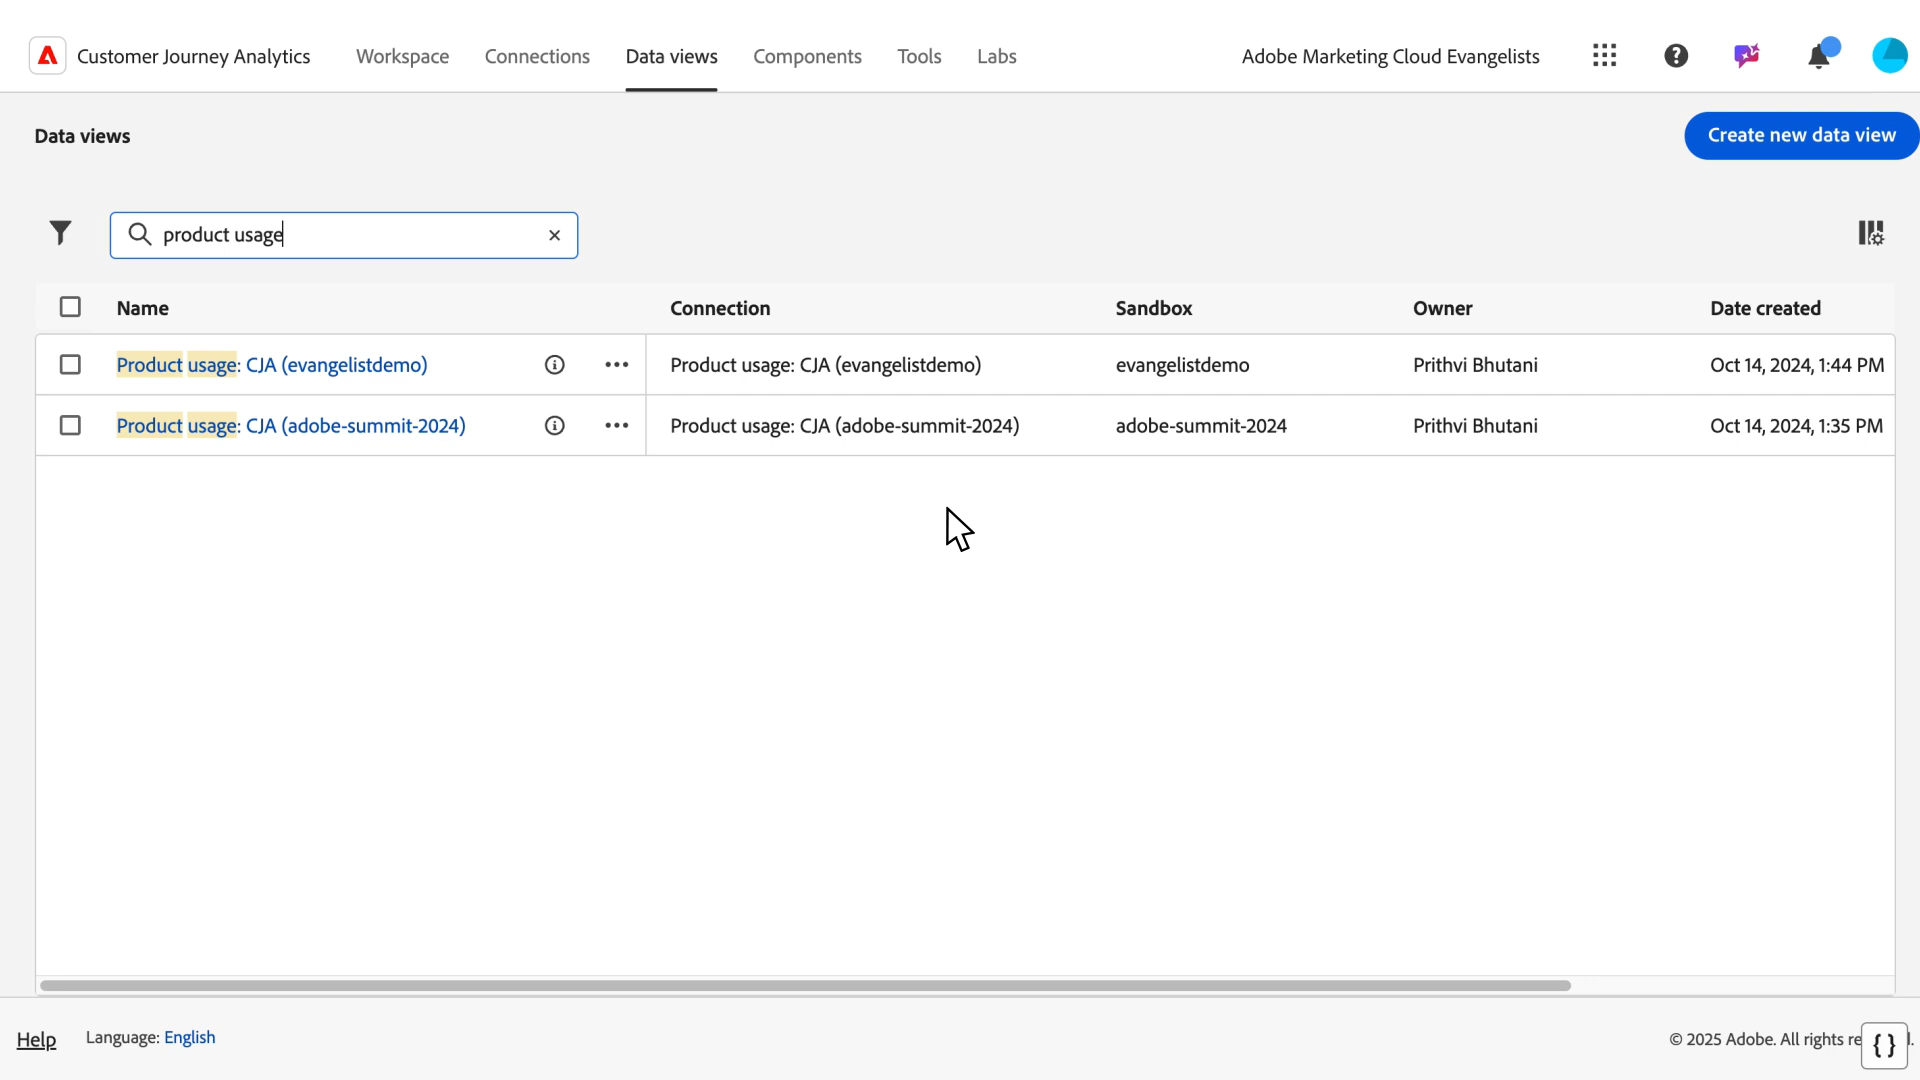 Customer Journey Analytics Workspace Connections Data views Components Tools Labs Adobe Marketing Cloud Evangelists
Data views
Create new data view
product usage
Name Connection Sandbox Owner Date created
Product usage: CJA (evangelistdemo) Product usage: CJA (evangelistdemo) evangelistdemo Prithvi Bhutani Oct 14, 2024, 1:44 PM
Product usage: CJA (adobe-summit-2024) Product usage: CJA (adobe-summit-2024) adobe-summit-2024 Prithvi Bhutani Oct 14, 2024, 1:35 PM
Help Language: English © 2025 Adobe. All rights